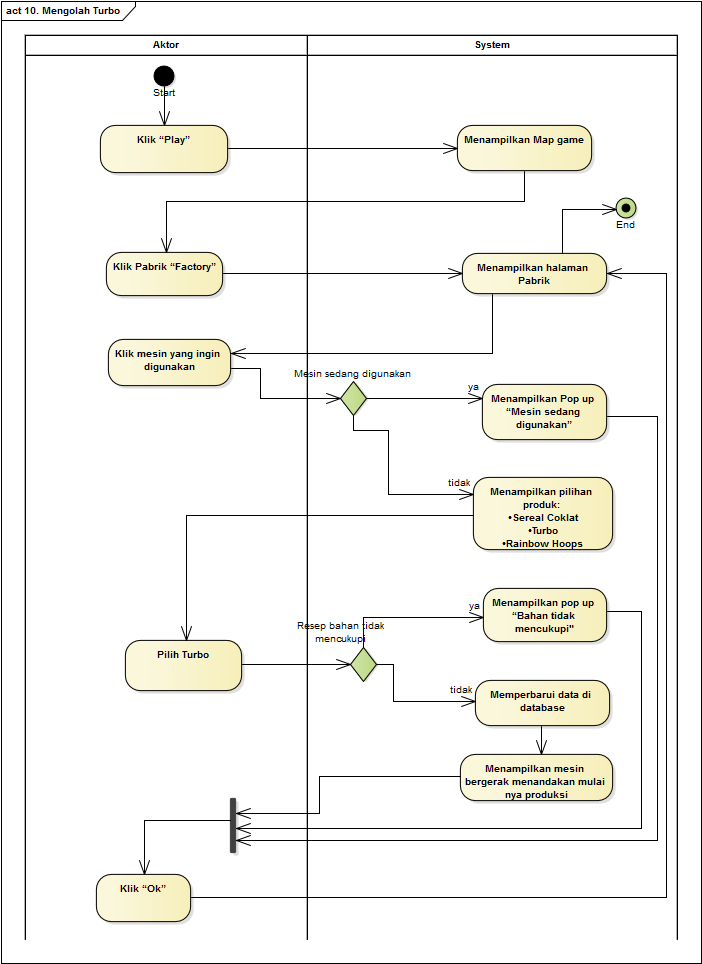 act 10. Mengolah Turbo
Aktor
System
Start
Klik “Play”
Menampilkan Map game
End
Klik Pabrik “Factory”
Menampilkan halaman
Pabrik
Klik mesin yang ingin
digunakan
Mesin sedang digunakan
ya
Menampilkan Pop up
“Mesin sedang
digunakan”
tidak
Menampilkan pilihan
produk:
•Sereal Coklat
•Turbo
•Rainbow Hoops
ya
Menampilkan pop up
“Bahan tidak
mencukupi"
Resep bahan tidak
mencukupi
Pilih Turbo
tidak
Memperbarui data di
database
Menampilkan mesin
bergerak menandakan mulai
nya produksi
Klik “Ok”